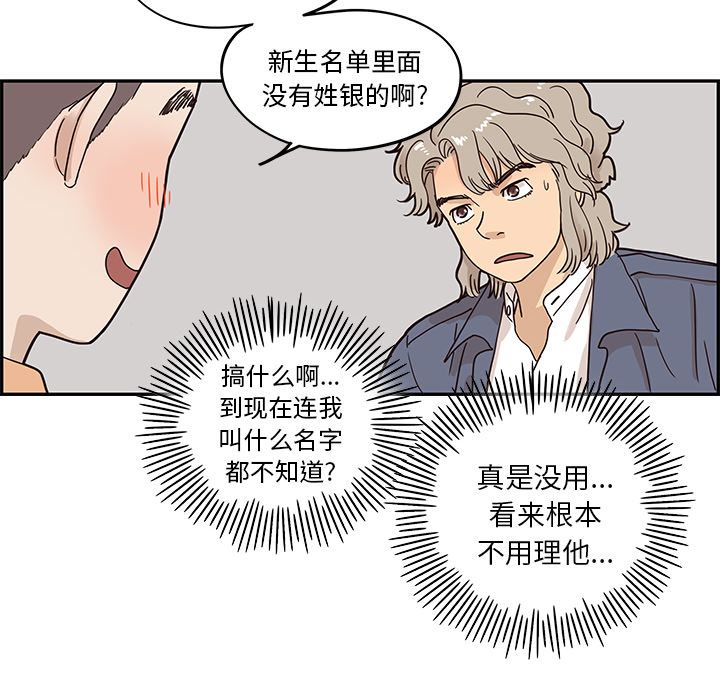 新生名单里面
没有姓银的啊?
搞什么啊...
到现在连我
叫什么名字
都不知道?
真是没用...
看来根本
不用理他...